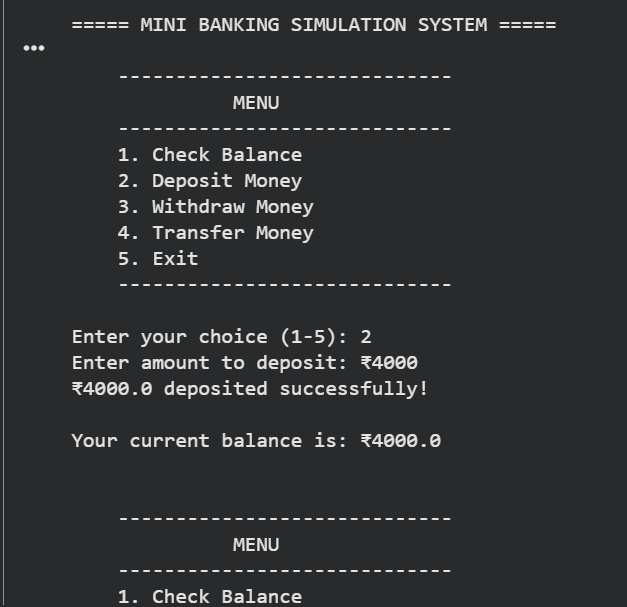 ===== MINI BANKING SIMULATION SYSTEM =====
-----------------------------
MENU
-----------------------------
1. Check Balance
2. Deposit Money
3. Withdraw Money
4. Transfer Money
5. Exit
-----------------------------
Enter your choice (1-5): 2
Enter amount to deposit: ₹4000
₹4000.0 deposited successfully!
Your current balance is: ₹4000.0
-----------------------------
MENU
-----------------------------
1. Check Balance